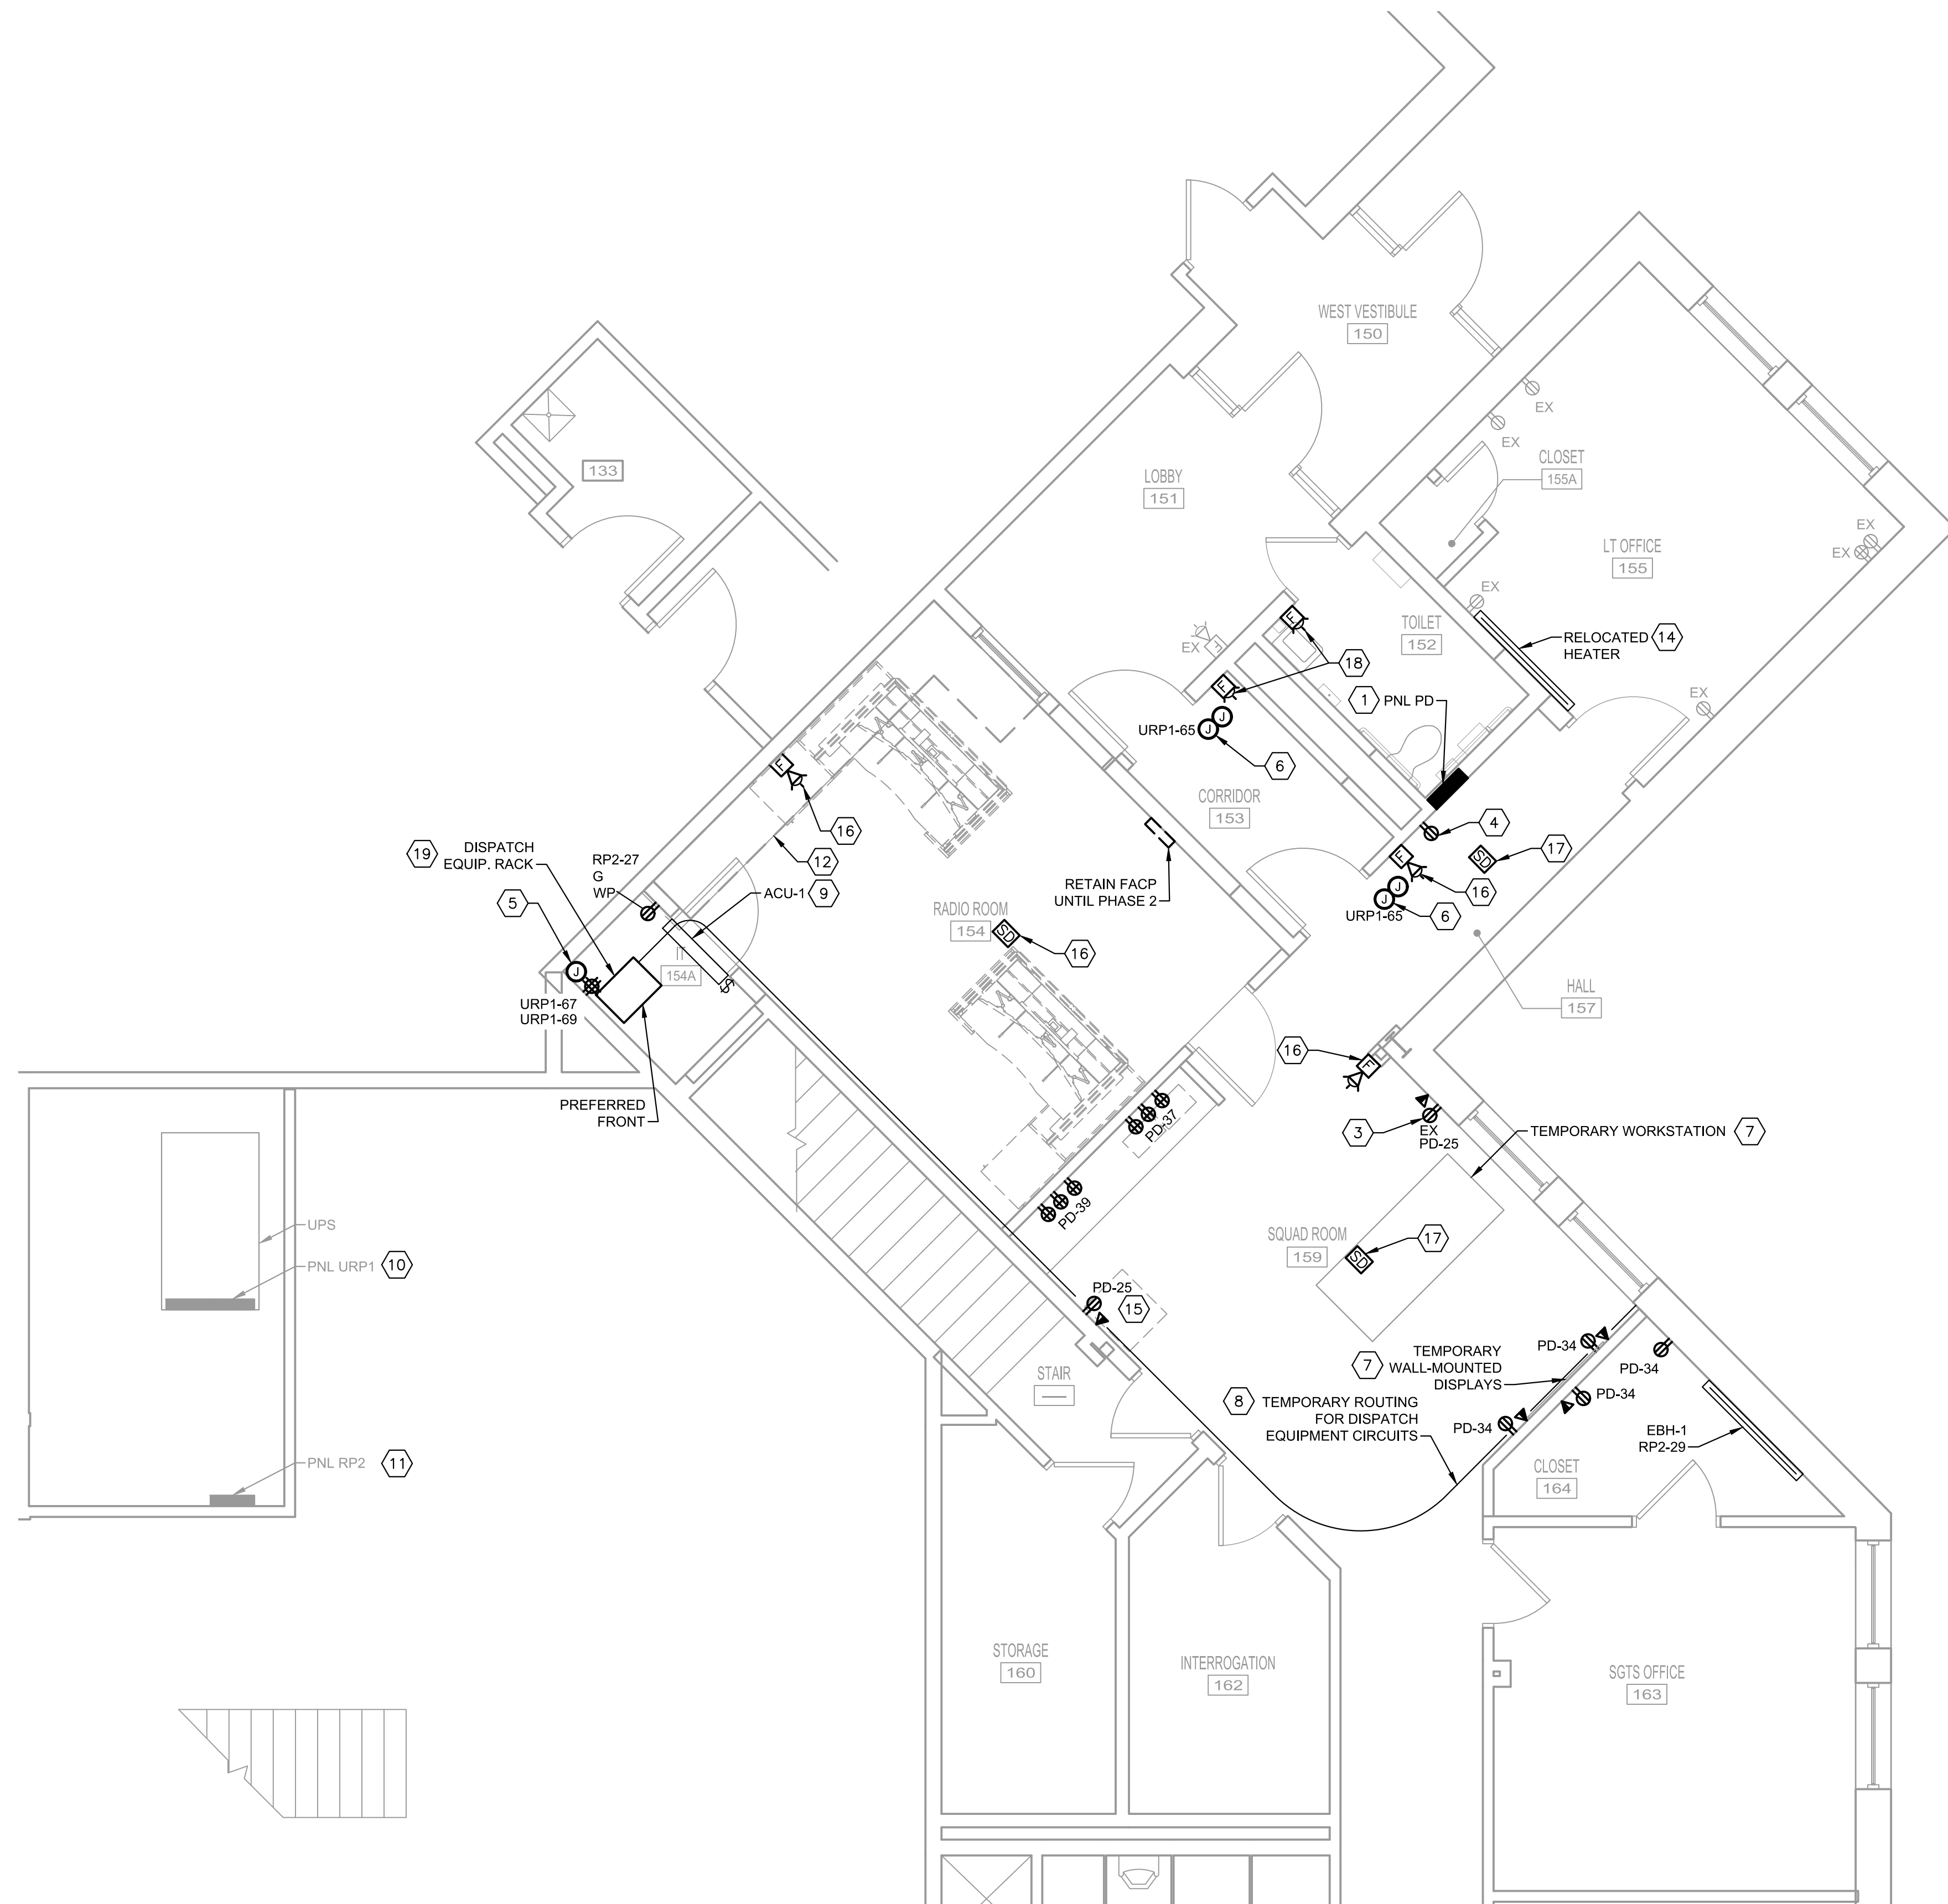 WEST VESTIBULE
150
EX
EX
CLOSET
155A
133
LOBBY
151
EX
EX
LT OFFICE
155
EX
F
TOILET
152
RELOCATED
HEATER
14
EX
F
18
F
1
PNL PD
EX
URP1-65
J
J
6
F
16
CORRIDOR
153
4
19
DISPATCH
EQUIP. RACK
12
RP2-27
G
WP
F
SD
17
ACU-1
9
RETAIN FACP
UNTIL PHASE 2
J
J
16
URP1-65
6
5
RADIO ROOM
154
SD
16
IT
154A
$
J
URP1-67
URP1-69
HALL
157
16
F
PREFERRED
FRONT
PD-37
3
EX
PD-25
TEMPORARY WORKSTATION
7
PD-39
UPS
SQUAD ROOM
159
SD
17
PNL URP1
10
PD-25
15
PD-34
PD-34
7
TEMPORARY
WALL-MOUNTED
DISPLAYS
STAIR
PD-34
8
TEMPORARY ROUTING
FOR DISPATCH
EQUIPMENT CIRCUITS
PD-34
EBH-1
RP2-29
PNL RP2
11
CLOSET
164
STORAGE
160
INTERROGATION
162
SGTS OFFICE
163